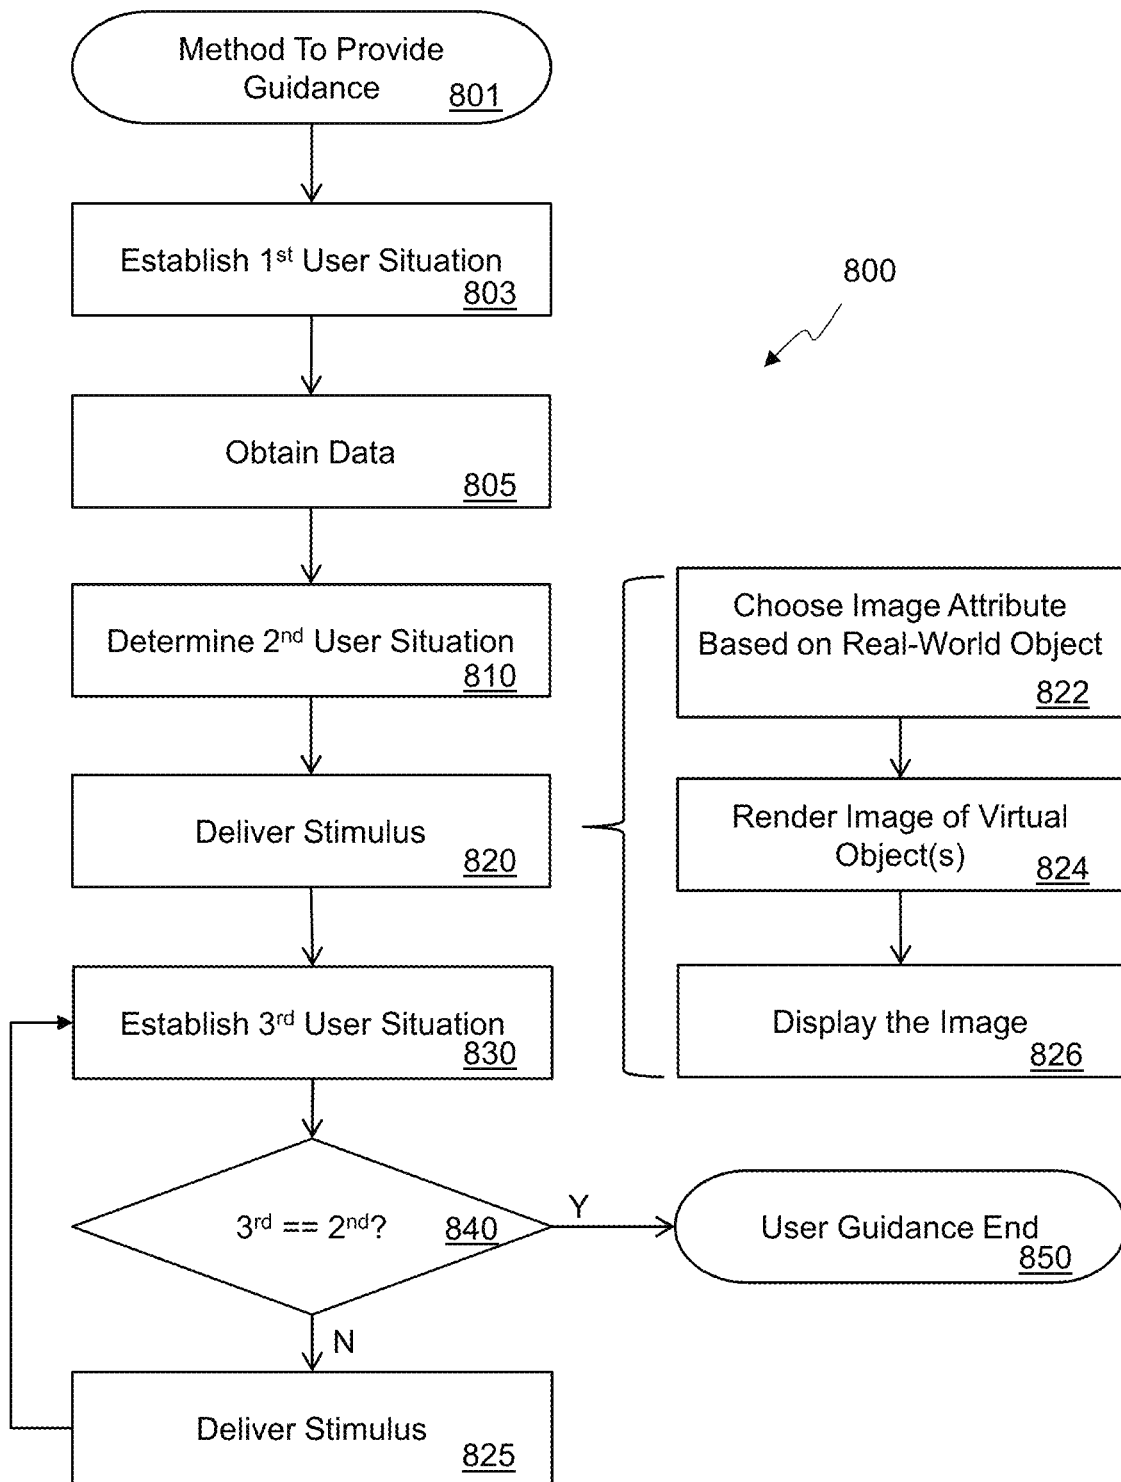 Method To Provide
Guidance 801
Establish 1st User Situation
803
800
Obtain Data
805
Determine 2nd User Situation
810
Choose Image Attribute
Based on Real-World Object
822
Deliver Stimulus
820
Render Image of Virtual
Object(s) 824
Establish 3rd User Situation
830
Display the Image
826
3rd == 2nd? 840
Y
User Guidance End
850
N
Deliver Stimulus
825